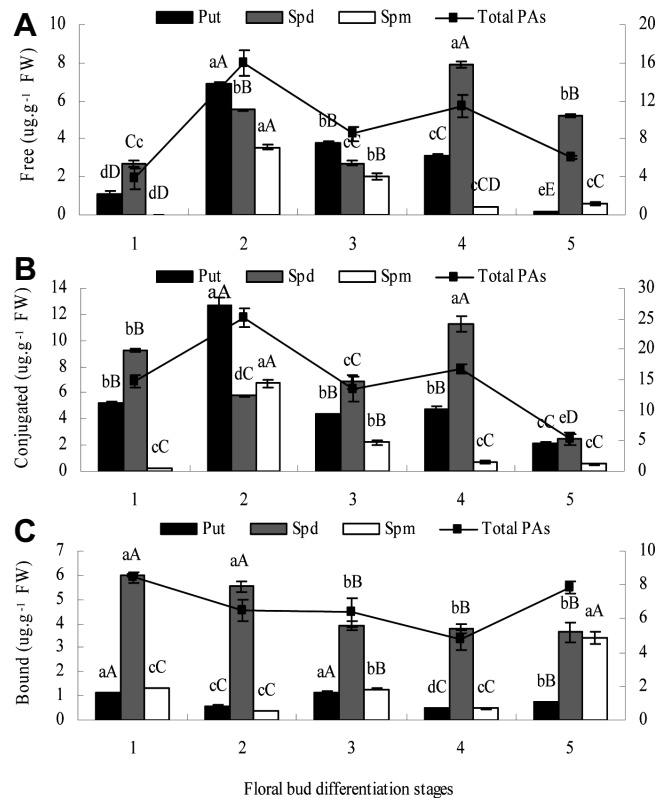 A
Put Spd Spm Total PAs
Free (ug.g⁻¹ FW)
10 8 6 4 2 0
20 16 12 8 4 0
dD Cc dD aA bB aA bB cC bB cC aA cCD eE bB cC
1 2 3 4 5
B
Put Spd Spm Total PAs
Conjugated (ug.g⁻¹ FW)
14 12 10 8 6 4 2 0
30 25 20 15 10 5 0
bB bB cC aA dC aA bB cC bB bB aA cC cC eD cC
1 2 3 4 5
C
Put Spd Spm Total PAs
Bound (ug.g⁻¹ FW)
7 6 5 4 3 2 1 0
10 8 6 4 2 0
aA aA cC cC aA cC aA bB bB dC bB cC bB bB aA
1 2 3 4 5
Floral bud differentiation stages